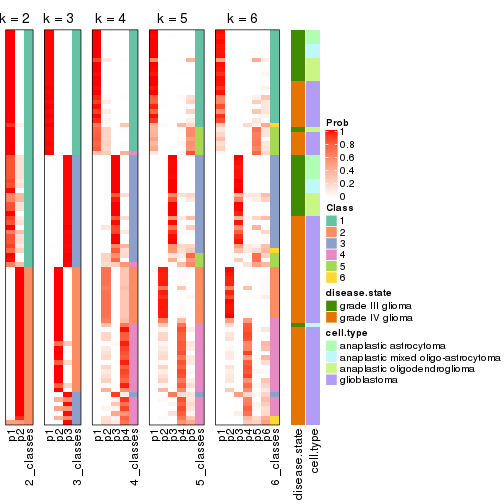 k = 2 k = 3 k = 4 k = 5 k = 6
Prob
1
0.8
0.6
0.4
0.2
0
Class
1
2
3
4
5
6
disease.state
grade III glioma
grade IV glioma
cell.type
anaplastic astrocytoma
anaplastic mixed oligo-astrocytoma
anaplastic oligodendroglioma
glioblastoma
p1
p2
2_classes
p1
p2
p3
3_classes
p1
p2
p3
p4
4_classes
p1
p2
p3
p4
p5
5_classes
p1
p2
p3
p4
p5
p6
6_classes
disease.state
cell.type